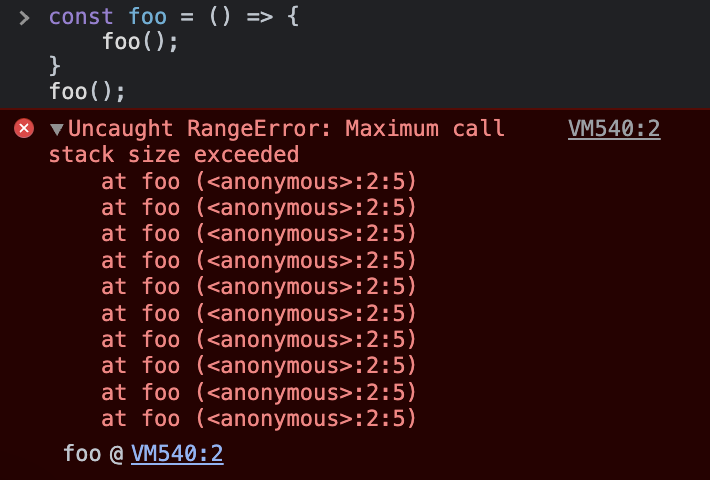 > const foo = () => {
    foo();
}
foo();
▼Uncaught RangeError: Maximum call VM540:2
stack size exceeded
    at foo (<anonymous>:2:5)
    at foo (<anonymous>:2:5)
    at foo (<anonymous>:2:5)
    at foo (<anonymous>:2:5)
    at foo (<anonymous>:2:5)
    at foo (<anonymous>:2:5)
    at foo (<anonymous>:2:5)
    at foo (<anonymous>:2:5)
    at foo (<anonymous>:2:5)
    at foo (<anonymous>:2:5)
foo @ VM540:2